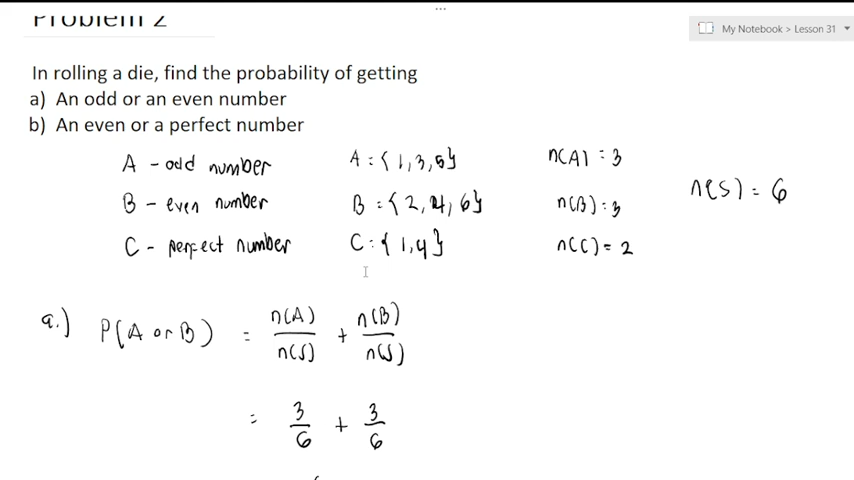 Problem 2
My Notebook > Lesson 31
In rolling a die, find the probability of getting
a) An odd or an even number
b) An even or a perfect number
A - odd number A = {1,3,5} n(A) = 3
B - even number B = {2,4,6} n(B) = 3 n(S) = 6
C - perfect number C = {1,4} n(C) = 2
a.) P(A or B) = n(A)/n(S) + n(B)/n(S)
= 3/6 + 3/6